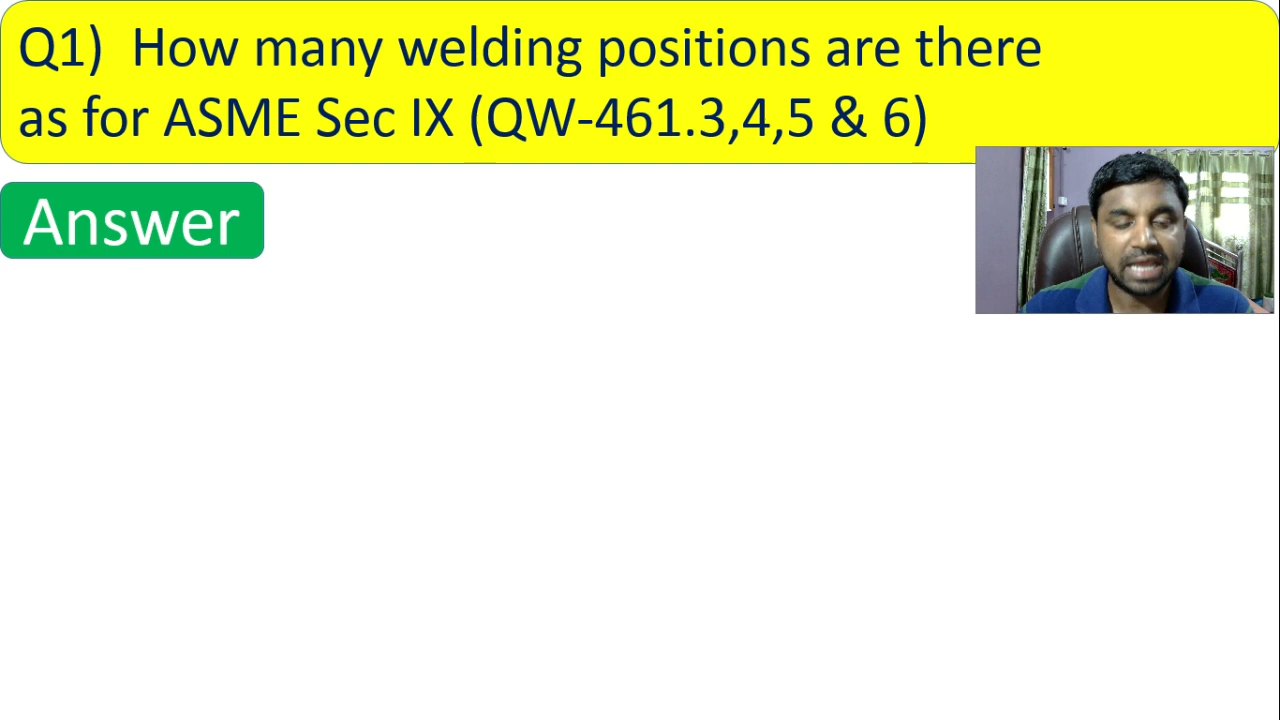 Q1) How many welding positions are there
as for ASME Sec IX (QW-461.3,4,5 & 6)
Answer